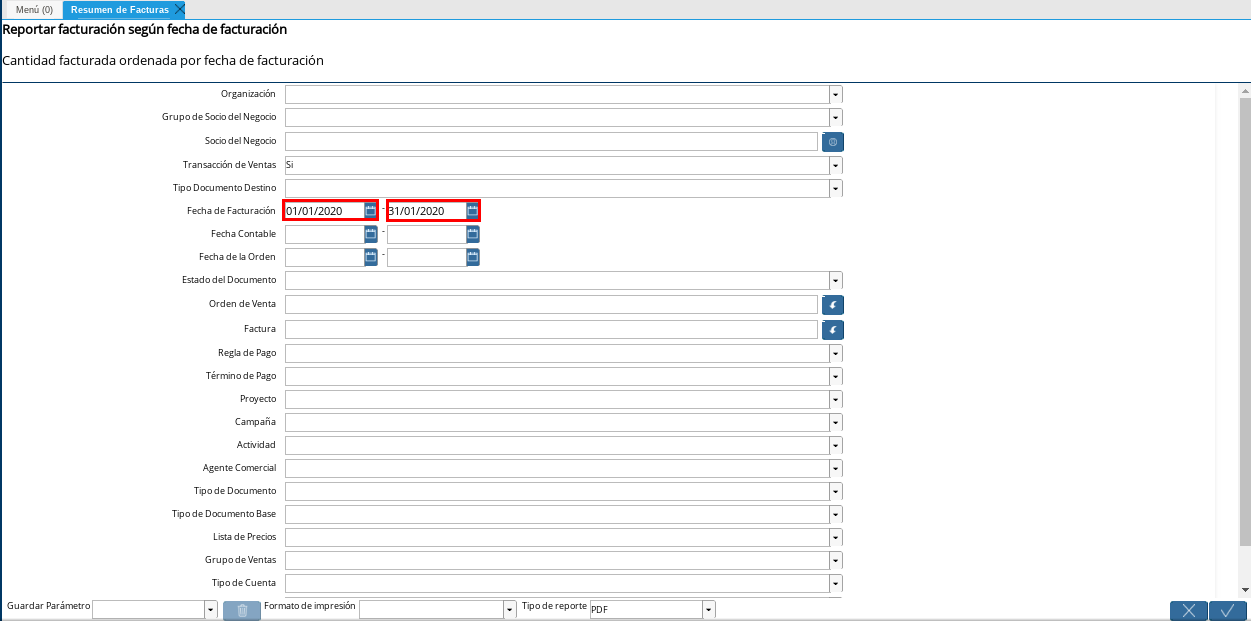 Menú (0) Resumen de Facturas
Reportar facturación según fecha de facturación
Cantidad facturada ordenada por fecha de facturación
Organización
Grupo de Socio del Negocio
Socio del Negocio
Transacción de Ventas Si
Tipo Documento Destino
Fecha de Facturación 01/01/2020 - 31/01/2020
Fecha Contable -
Fecha de la Orden -
Estado del Documento
Orden de Venta
Factura
Regla de Pago
Término de Pago
Proyecto
Campaña
Actividad
Agente Comercial
Tipo de Documento
Tipo de Documento Base
Lista de Precios
Grupo de Ventas
Tipo de Cuenta
Guardar Parámetro Formato de impresión Tipo de reporte PDF